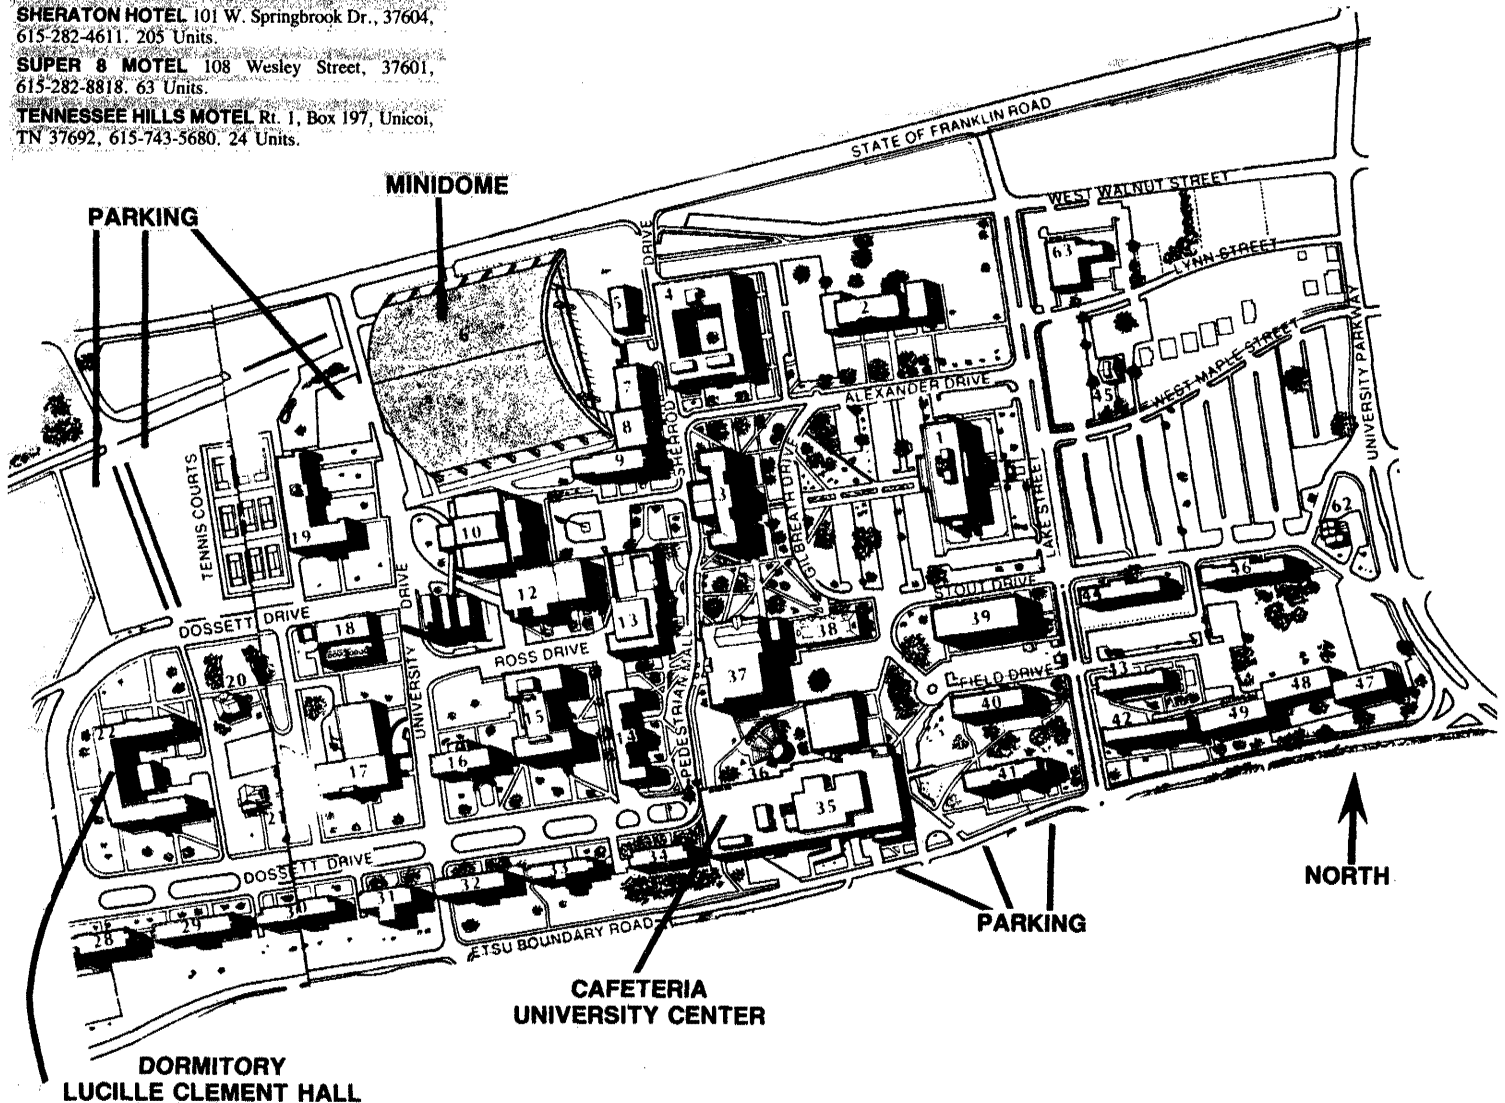 SHERATON HOTEL 101 W. Springbrook Dr., 37604,
615-282-4611. 205 Units.
SUPER 8 MOTEL 108 Wesley Street, 37601,
615-282-8818. 63 Units.
TENNESSEE HILLS MOTEL Rt. 1, Box 197, Unicoi,
TN 37692, 615-743-5680. 24 Units.
STATE OF FRANKLIN ROAD
MINIDOME
PARKING
WEST WALNUT STREET
DRIVE
63
LYNN STREET
UNIVERSITY PARKWAY
5
4
2
6
WEST MAPLE STREET
7
ALEXANDER DRIVE
45
8
SHERROD
1
9
TENNIS COURTS
3
GILBREATH DRIVE
LAKE STREET
62
10
19
12
STOUT DRIVE
44
46
DOSSETT DRIVE
UNIVERSITY DRIVE
18
13
38
39
ROSS DRIVE
PEDESTRIAN MALL
37
FIELD DRIVE
43
20
48
47
15
40
42
49
22
14
16
17
36
41
35
21
DOSSETT DRIVE
34
33
32
31
30
29
28
NORTH
PARKING
ETSU BOUNDARY ROAD
CAFETERIA
UNIVERSITY CENTER
DORMITORY
LUCILLE CLEMENT HALL